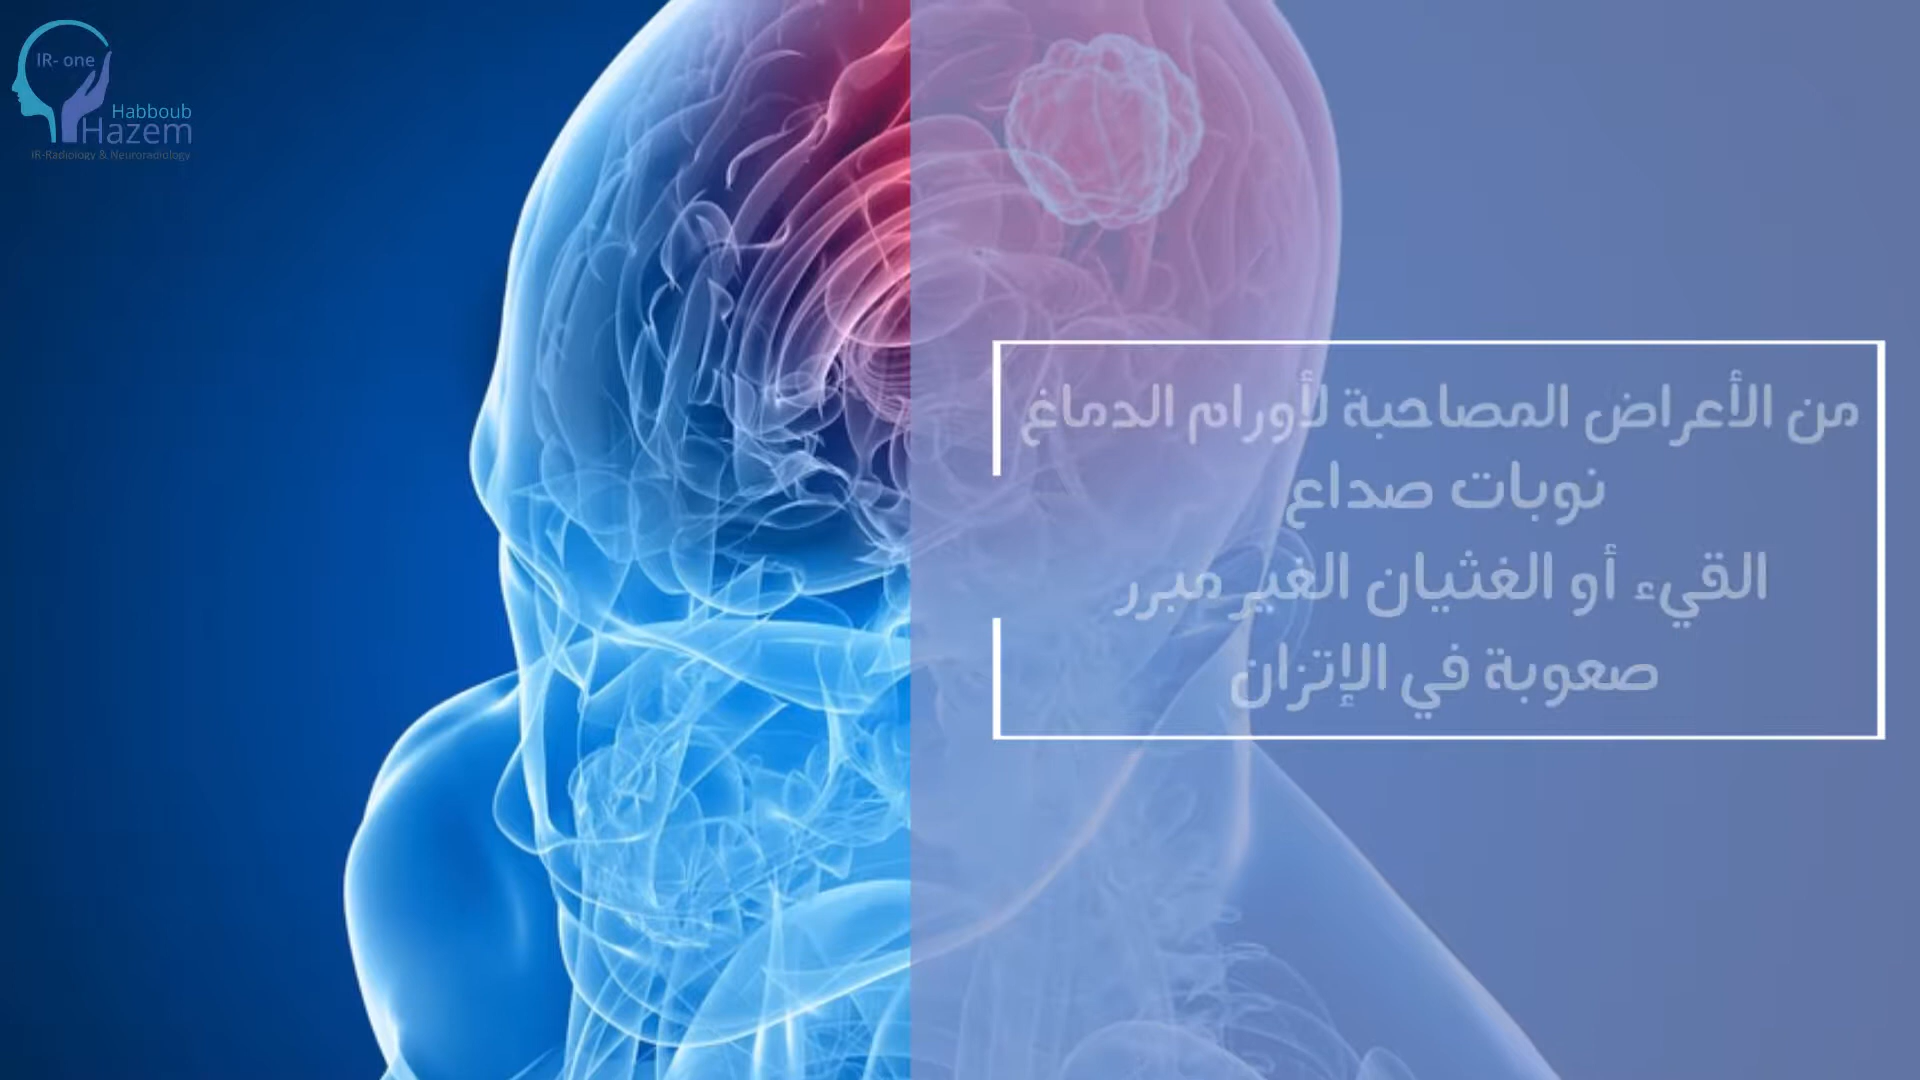 IR- one
Habboub
Hazem
IR-Radiology & Neuroradiology
من الأعراض المصاحبة لأورام الدماغ
نوبات صداع
القيء أو الغثيان الغير مبرر
صعوبة في الإتزان